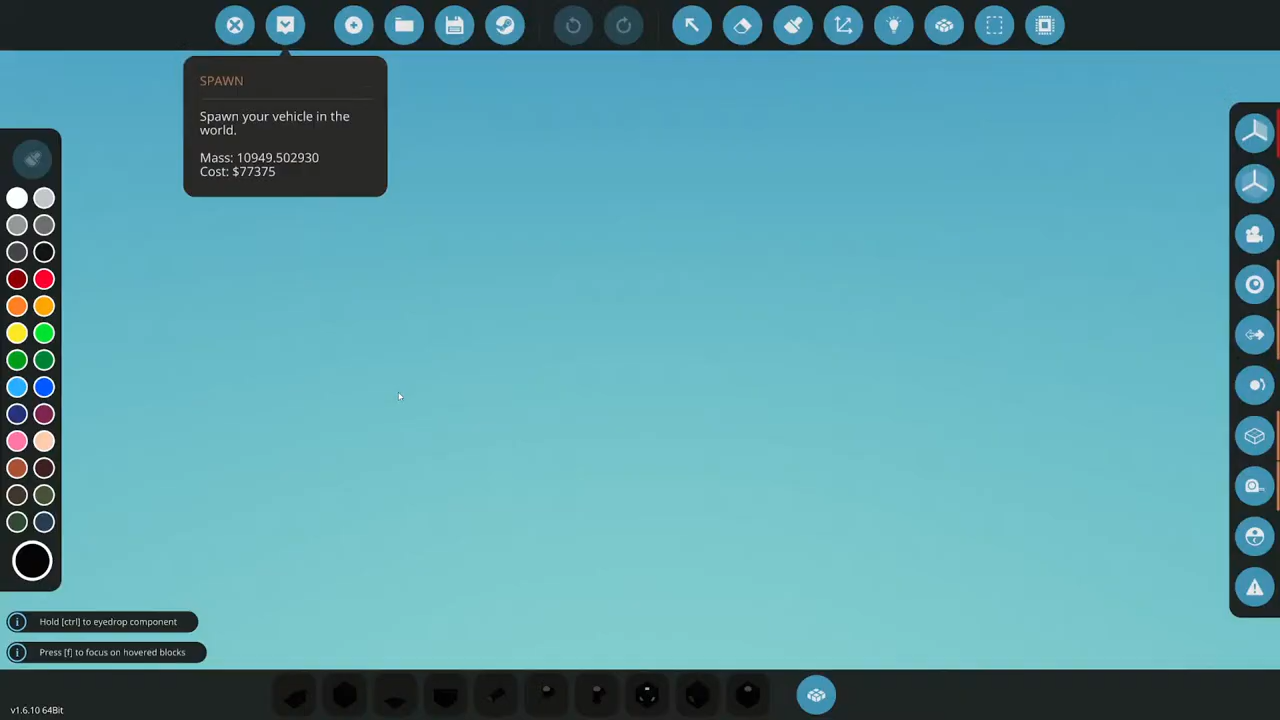 SPAWN
Spawn your vehicle in the
world.
Mass: 10949.502930
Cost: $77375
Hold [ctrl] to eyedrop component
Press [f] to focus on hovered blocks
v1.6.10 64Bit